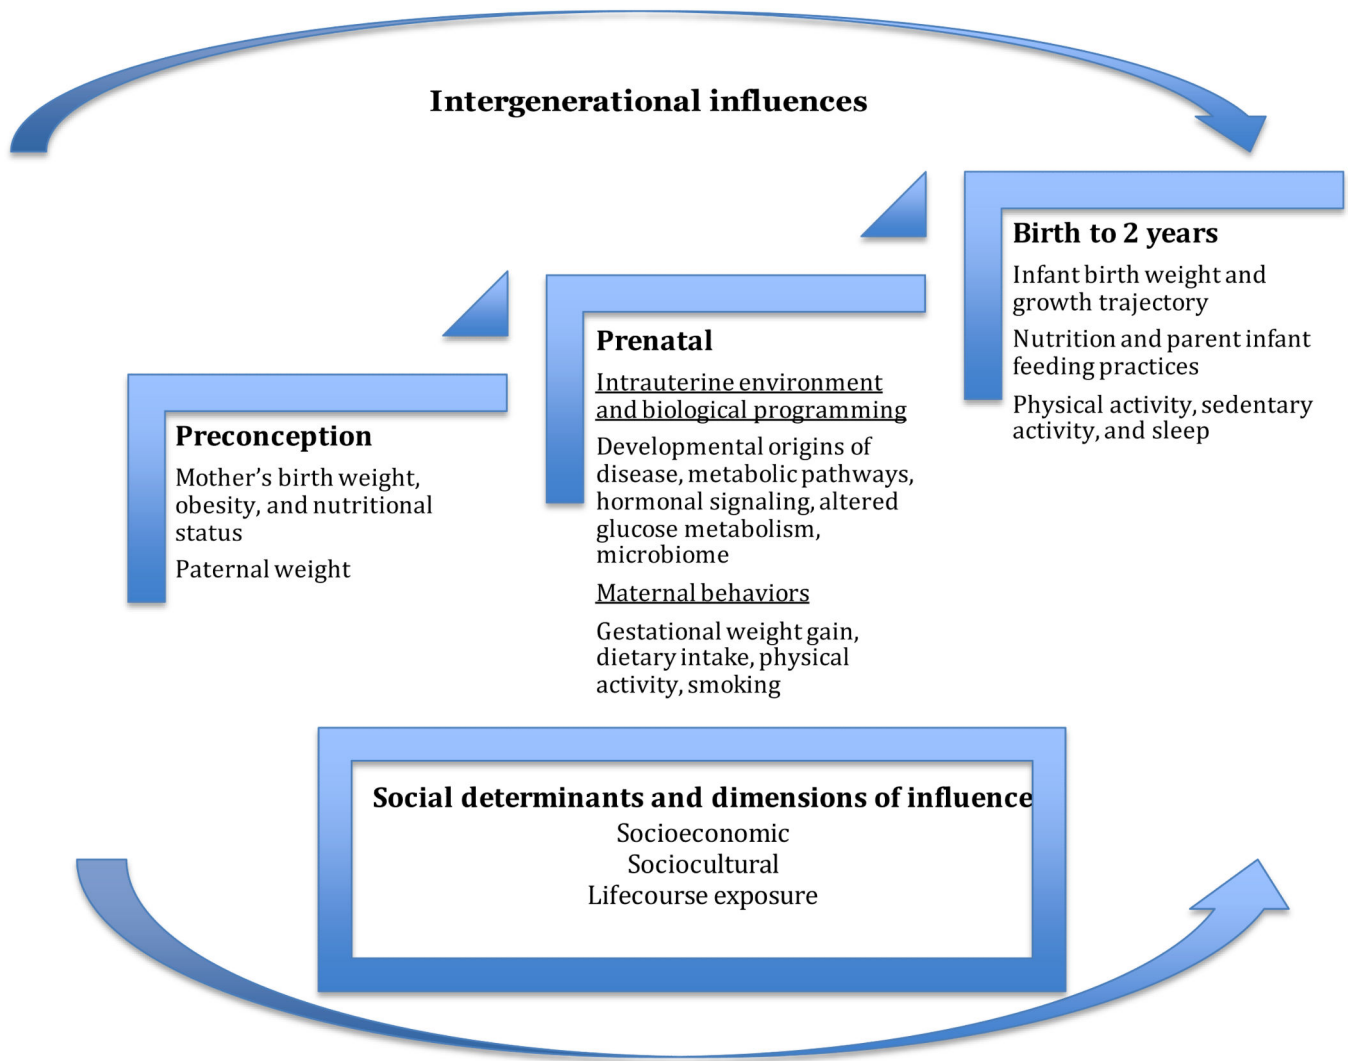 Intergenerational influences
Preconception
Mother’s birth weight,
obesity, and nutritional
status
Paternal weight
Prenatal
Intrauterine environment
and biological programming
Developmental origins of
disease, metabolic pathways,
hormonal signaling, altered
glucose metabolism,
microbiome
Maternal behaviors
Gestational weight gain,
dietary intake, physical
activity, smoking
Birth to 2 years
Infant birth weight and
growth trajectory
Nutrition and parent infant
feeding practices
Physical activity, sedentary
activity, and sleep
Social determinants and dimensions of influence
Socioeconomic
Sociocultural
Lifecourse exposure